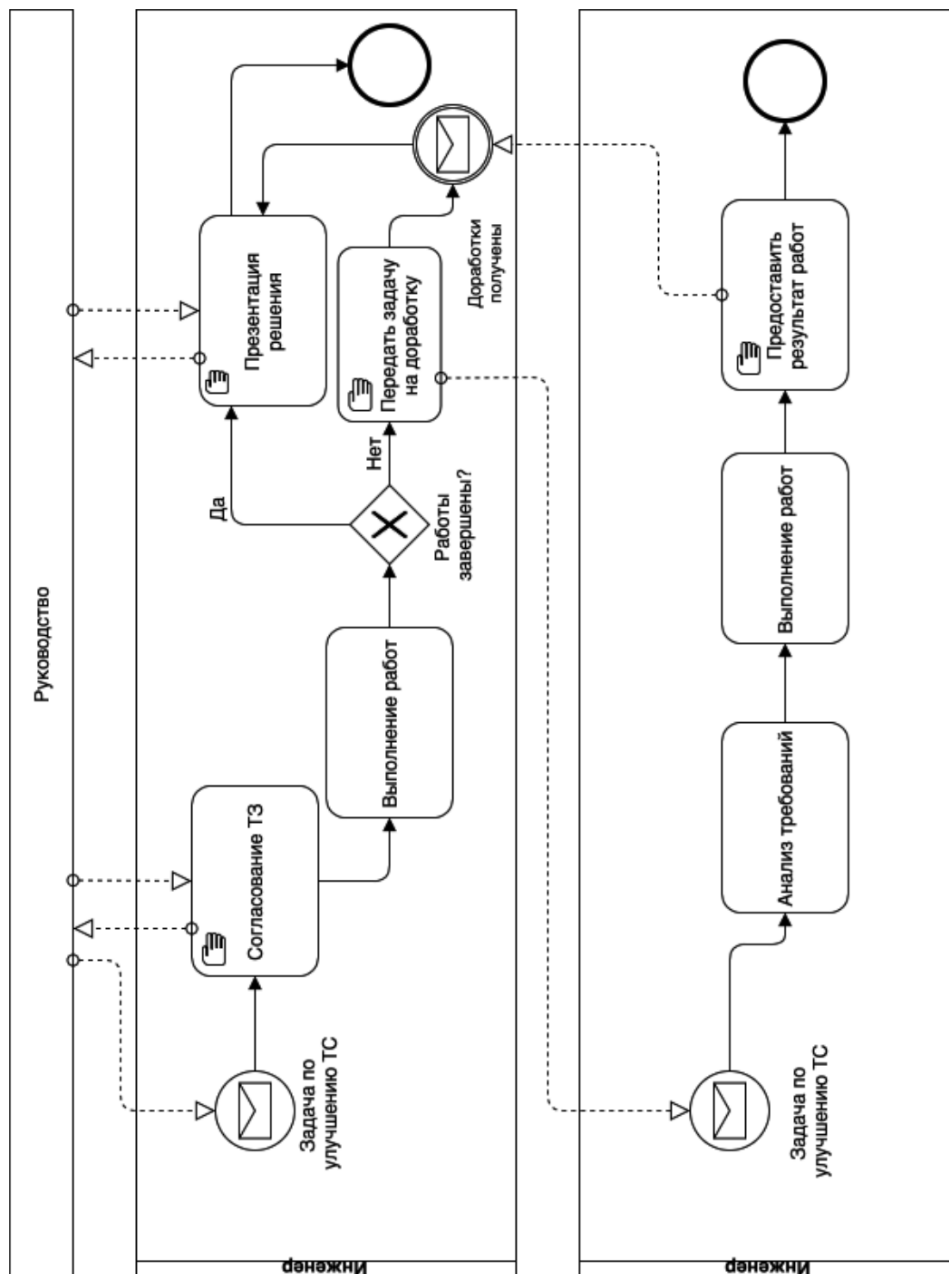 Руководство
Инженер
Задача по
улучшению ТС
Согласование ТЗ
Выполнение работ
Работы
завершены?
Да
Нет
Презентация
решения
Передать задачу
на доработку
Доработки
получены
Инженер
Задача по
улучшению ТС
Анализ требований
Выполнение работ
Предоставить
результат работ